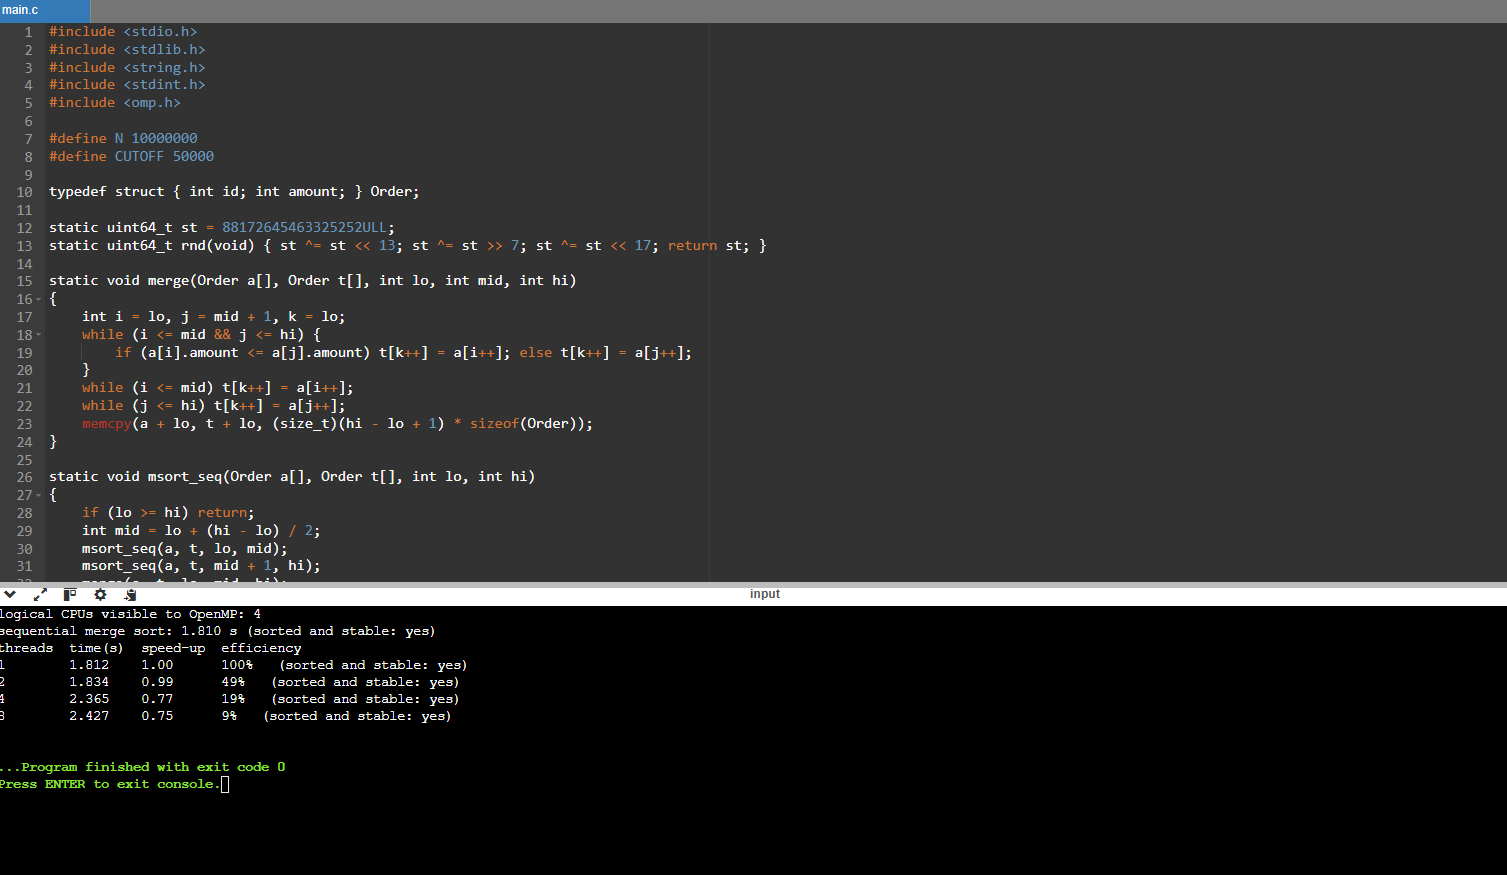 main.c
1 #include <stdio.h>
2 #include <stdlib.h>
3 #include <string.h>
4 #include <stdint.h>
5 #include <omp.h>
6
7 #define N 10000000
8 #define CUTOFF 50000
9
10 typedef struct { int id; int amount; } Order;
11
12 static uint64_t st = 88172645463325252ULL;
13 static uint64_t rnd(void) { st ^= st << 13; st ^= st >> 7; st ^= st << 17; return st; }
14
15 static void merge(Order a[], Order t[], int lo, int mid, int hi)
16 {
17     int i = lo, j = mid + 1, k = lo;
18     while (i <= mid && j <= hi) {
19         if (a[i].amount <= a[j].amount) t[k++] = a[i++]; else t[k++] = a[j++];
20     }
21     while (i <= mid) t[k++] = a[i++];
22     while (j <= hi) t[k++] = a[j++];
23     memcpy(a + lo, t + lo, (size_t)(hi - lo + 1) * sizeof(Order));
24 }
25
26 static void msort_seq(Order a[], Order t[], int lo, int hi)
27 {
28     if (lo >= hi) return;
29     int mid = lo + (hi - lo) / 2;
30     msort_seq(a, t, lo, mid);
31     msort_seq(a, t, mid + 1, hi);
input
logical CPUs visible to OpenMP: 4
sequential merge sort: 1.810 s (sorted and stable: yes)
threads  time(s)  speed-up  efficiency
1        1.812    1.00      100%   (sorted and stable: yes)
2        1.834    0.99      49%   (sorted and stable: yes)
4        2.365    0.77      19%   (sorted and stable: yes)
8        2.427    0.75      9%   (sorted and stable: yes)
...Program finished with exit code 0
Press ENTER to exit console.